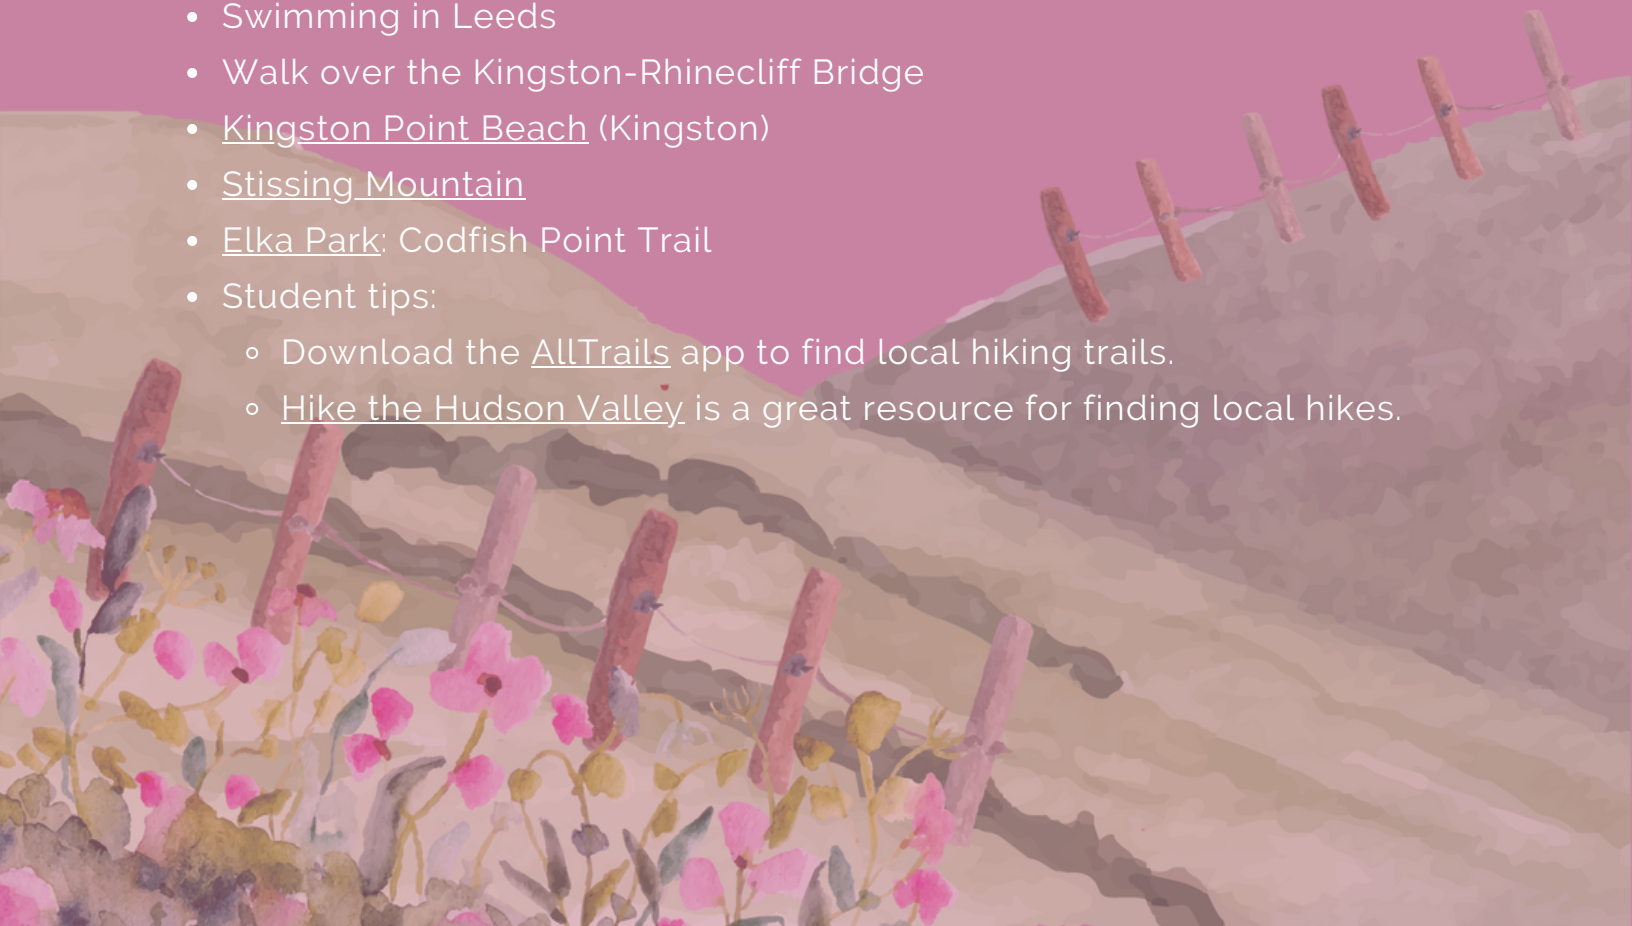 • Swimming in Leeds
• Walk over the Kingston-Rhinecliff Bridge
• Kingston Point Beach (Kingston)
• Stissing Mountain
• Elka Park: Codfish Point Trail
• Student tips:
◦ Download the AllTrails app to find local hiking trails.
◦ Hike the Hudson Valley is a great resource for finding local hikes.